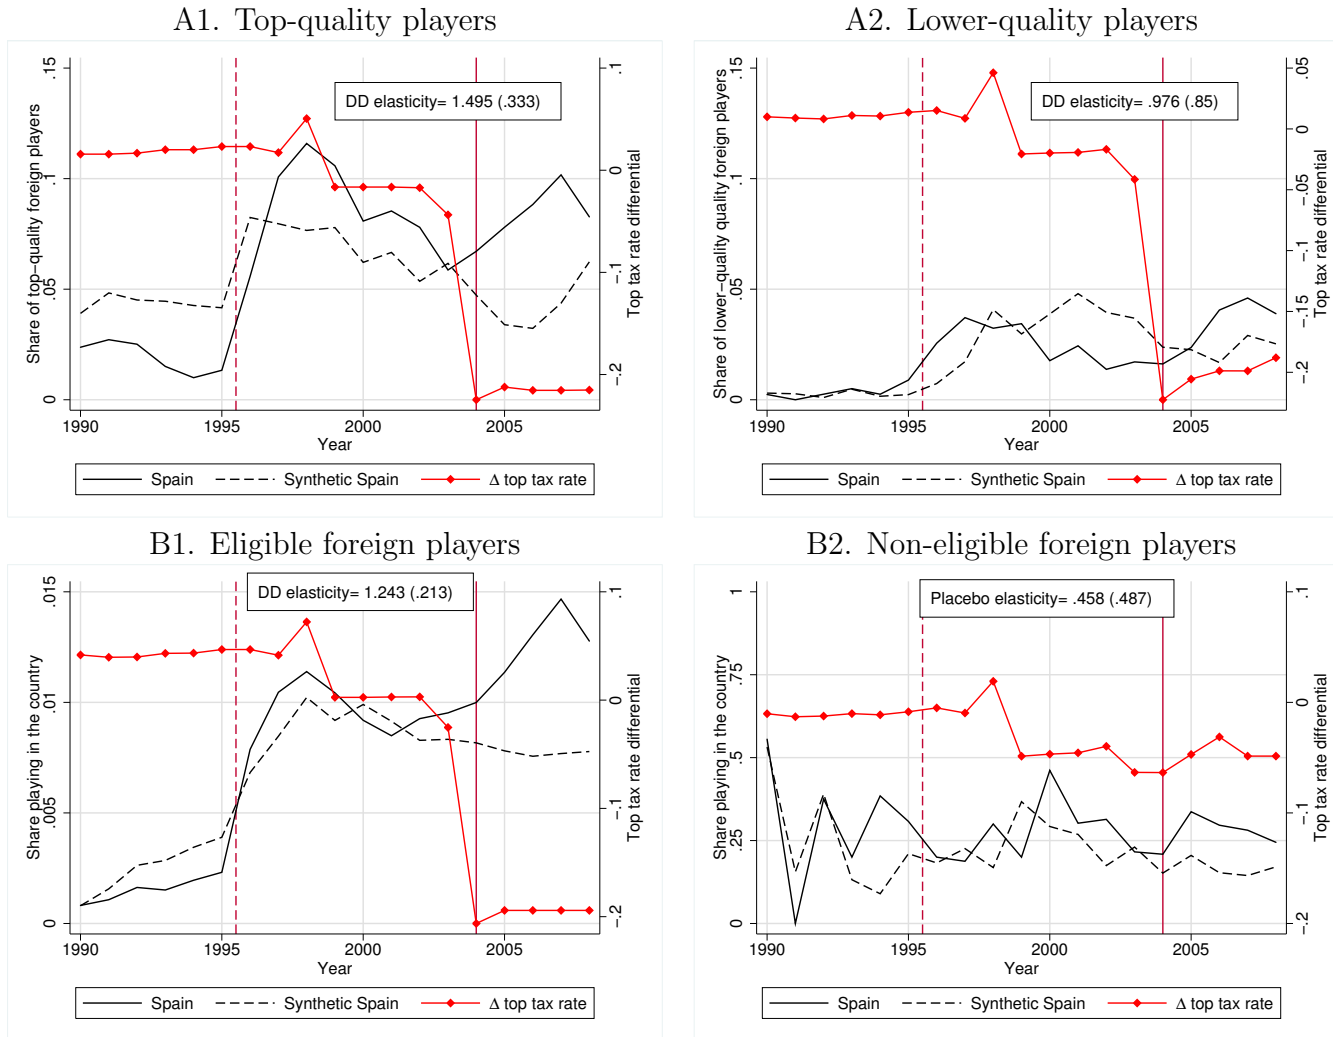 A1. Top-quality players
DD elasticity= 1.495 (.333)
Share of top−quality foreign players
0 .05 .1 .15
Top tax rate differential
−.2 −.1 0 .1
1990 1995 2000 2005
Year
Spain Synthetic Spain Δ top tax rate
A2. Lower-quality players
DD elasticity= .976 (.85)
Share of lower−quality quality foreign players
0 .05 .1 .15
Top tax rate differential
−.2 −.15 −.1 −.05 0 .05
1990 1995 2000 2005
Year
Spain Synthetic Spain Δ top tax rate
B1. Eligible foreign players
DD elasticity= 1.243 (.213)
Share playing in the country
0 .005 .01 .015
Top tax rate differential
−.2 −.1 0 .1
1990 1995 2000 2005
Year
Spain Synthetic Spain Δ top tax rate
B2. Non-eligible foreign players
Placebo elasticity= .458 (.487)
Share playing in the country
0 .25 .5 .75 1
Top tax rate differential
−.2 −.1 0 .1
1990 1995 2000 2005
Year
Spain Synthetic Spain Δ top tax rate